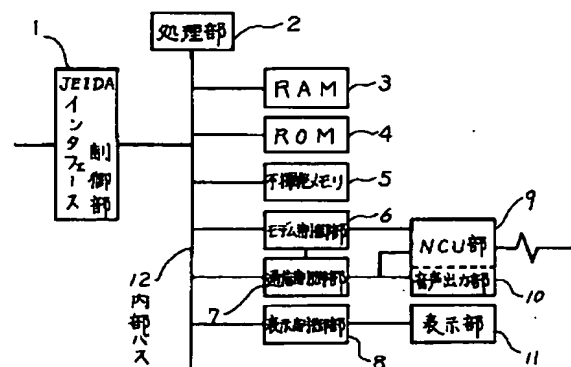 1
JEIDA
インタフェース
制御部
処理部
2
RAM
3
ROM
4
不揮発メモリ
5
モデム制御部
6
通信制御部
7
表示制御部
8
NCU部
9
音声出力部
10
表示部
11
12
内部バス